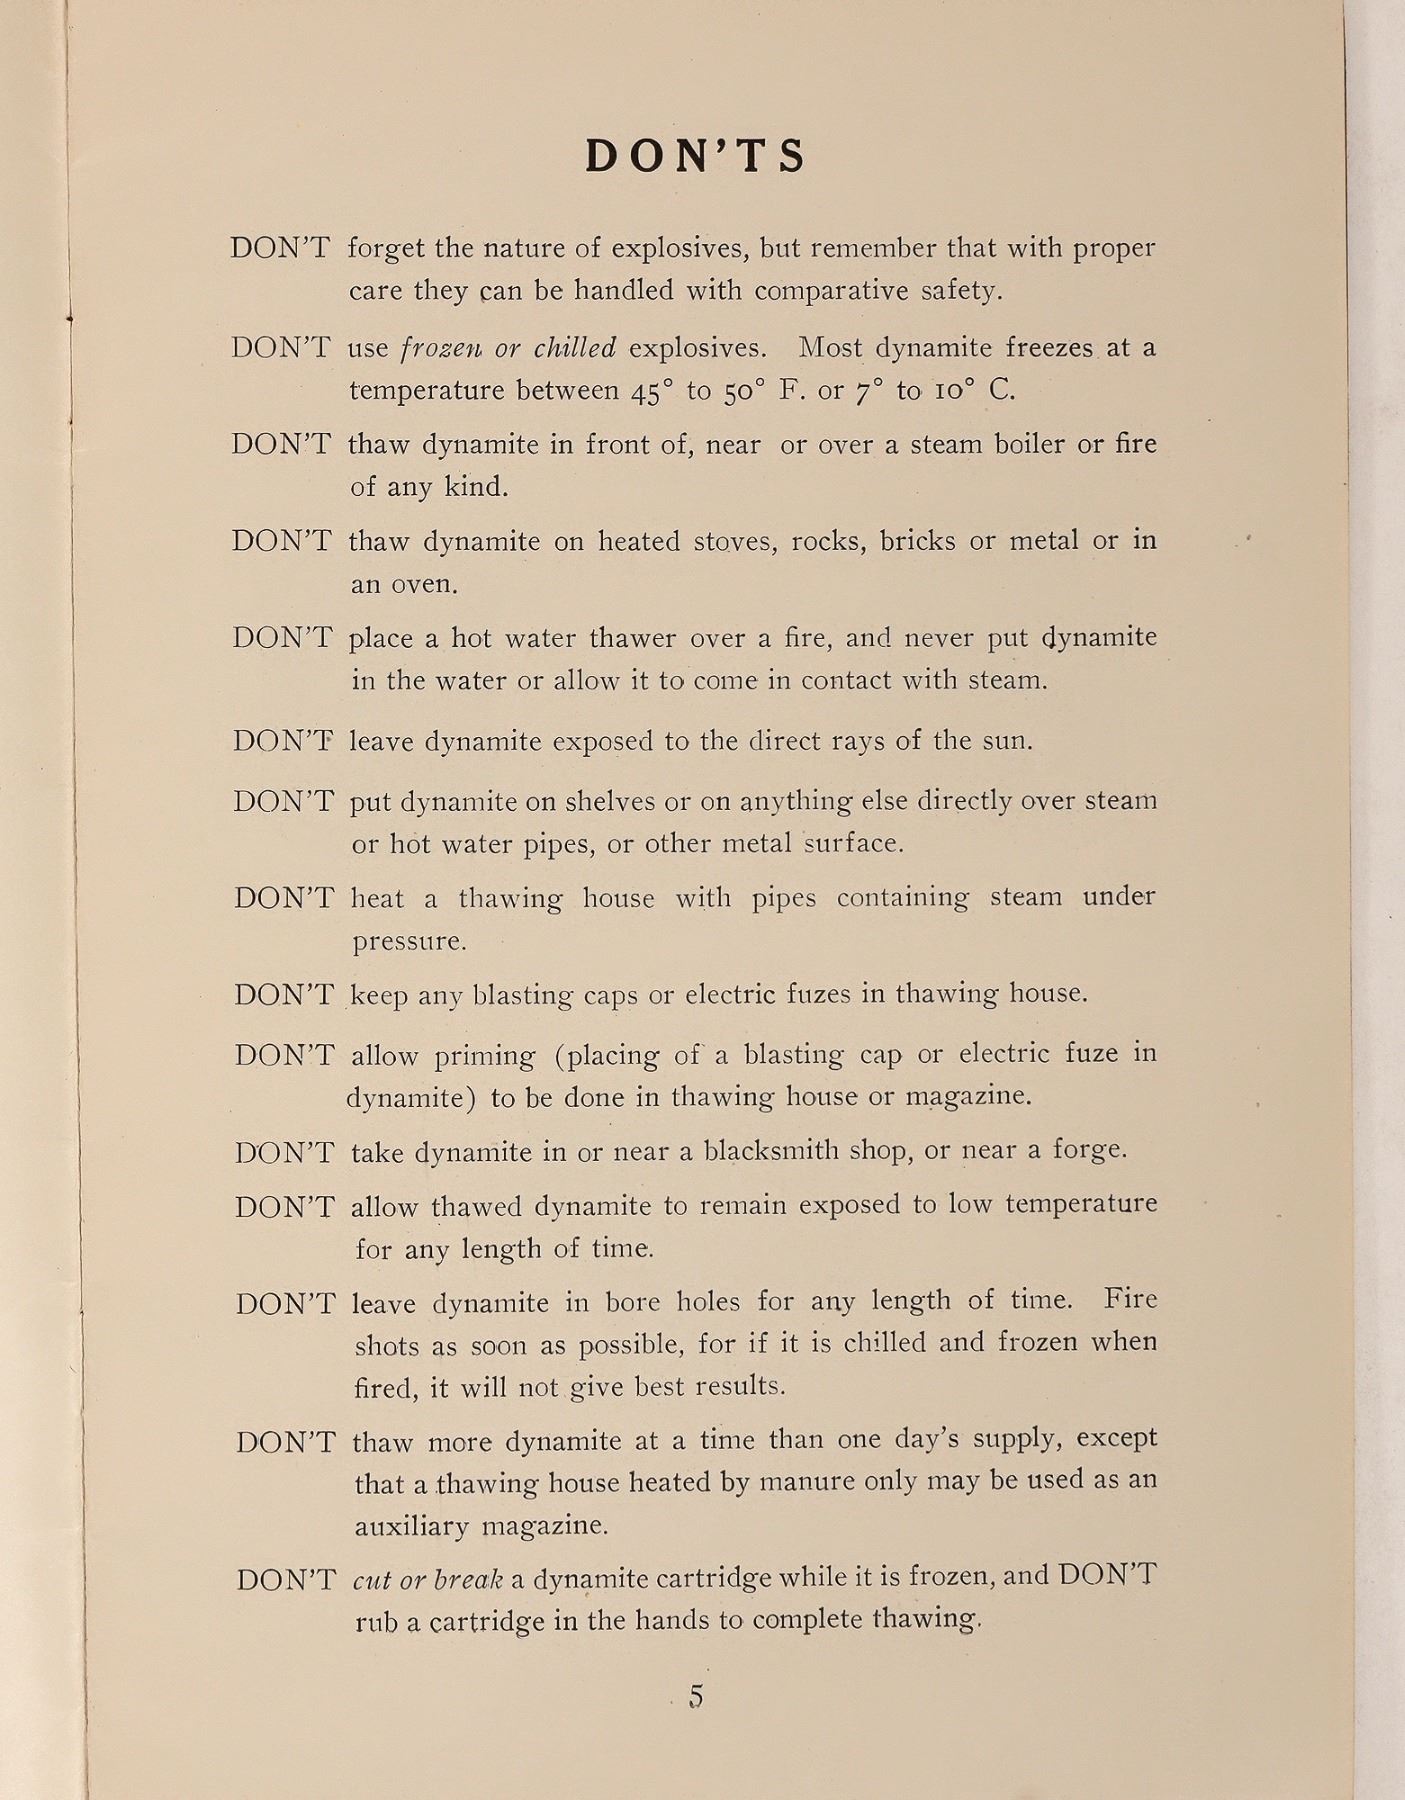 DON'TS
DON'T forget the nature of explosives, but remember that with proper
care they can be handled with comparative safety.
DON'T use frozen or chilled explosives. Most dynamite freezes at a
temperature between 45° to 50° F. or 7° to 10° C.
DON'T thaw dynamite in front of, near or over a steam boiler or fire
of any kind.
DON'T thaw dynamite on heated stoves, rocks, bricks or metal or in
an oven.
DON'T place a hot water thawer over a fire, and never put dynamite
in the water or allow it to come in contact with steam.
DON'T leave dynamite exposed to the direct rays of the sun.
DON'T put dynamite on shelves or on anything else directly over steam
or hot water pipes, or other metal surface.
DON'T heat a thawing house with pipes containing steam under
pressure.
DON'T keep any blasting caps or electric fuzes in thawing house.
DON'T allow priming (placing of a blasting cap or electric fuze in
dynamite) to be done in thawing house or magazine.
DON'T take dynamite in or near a blacksmith shop, or near a forge.
DON'T allow thawed dynamite to remain exposed to low temperature
for any length of time.
DON'T leave dynamite in bore holes for any length of time. Fire
shots as soon as possible, for if it is chilled and frozen when
fired, it will not give best results.
DON'T thaw more dynamite at a time than one day's supply, except
that a thawing house heated by manure only may be used as an
auxiliary magazine.
DON'T cut or break a dynamite cartridge while it is frozen, and DON'T
rub a cartridge in the hands to complete thawing.
5